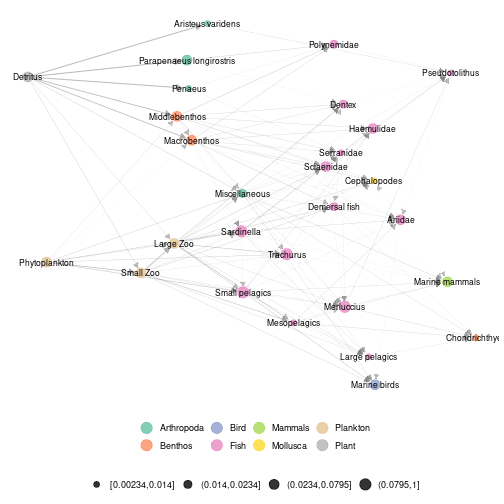 Aristeus varidens
Polynemidae
Parapenaeus longirostris
Detritus
Pseudotolithus
Penaeus
Dentex
Middlebenthos
Haemulidae
Macrobenthos
Serranidae
Sciaenidae
Cephalopodes
Miscellaneous
Demersal fish
Ariidae
Sardinella
Large Zoo
Trachurus
Phytoplankton
Small Zoo
Marine mammals
Small pelagics
Merluccius
Mesopelagics
Chondrichthye
Large pelagics
Marine birds
Arthropoda Bird Mammals Plankton
Benthos Fish Mollusca Plant
[0.00234,0.014] (0.014,0.0234] (0.0234,0.0795] (0.0795,1]